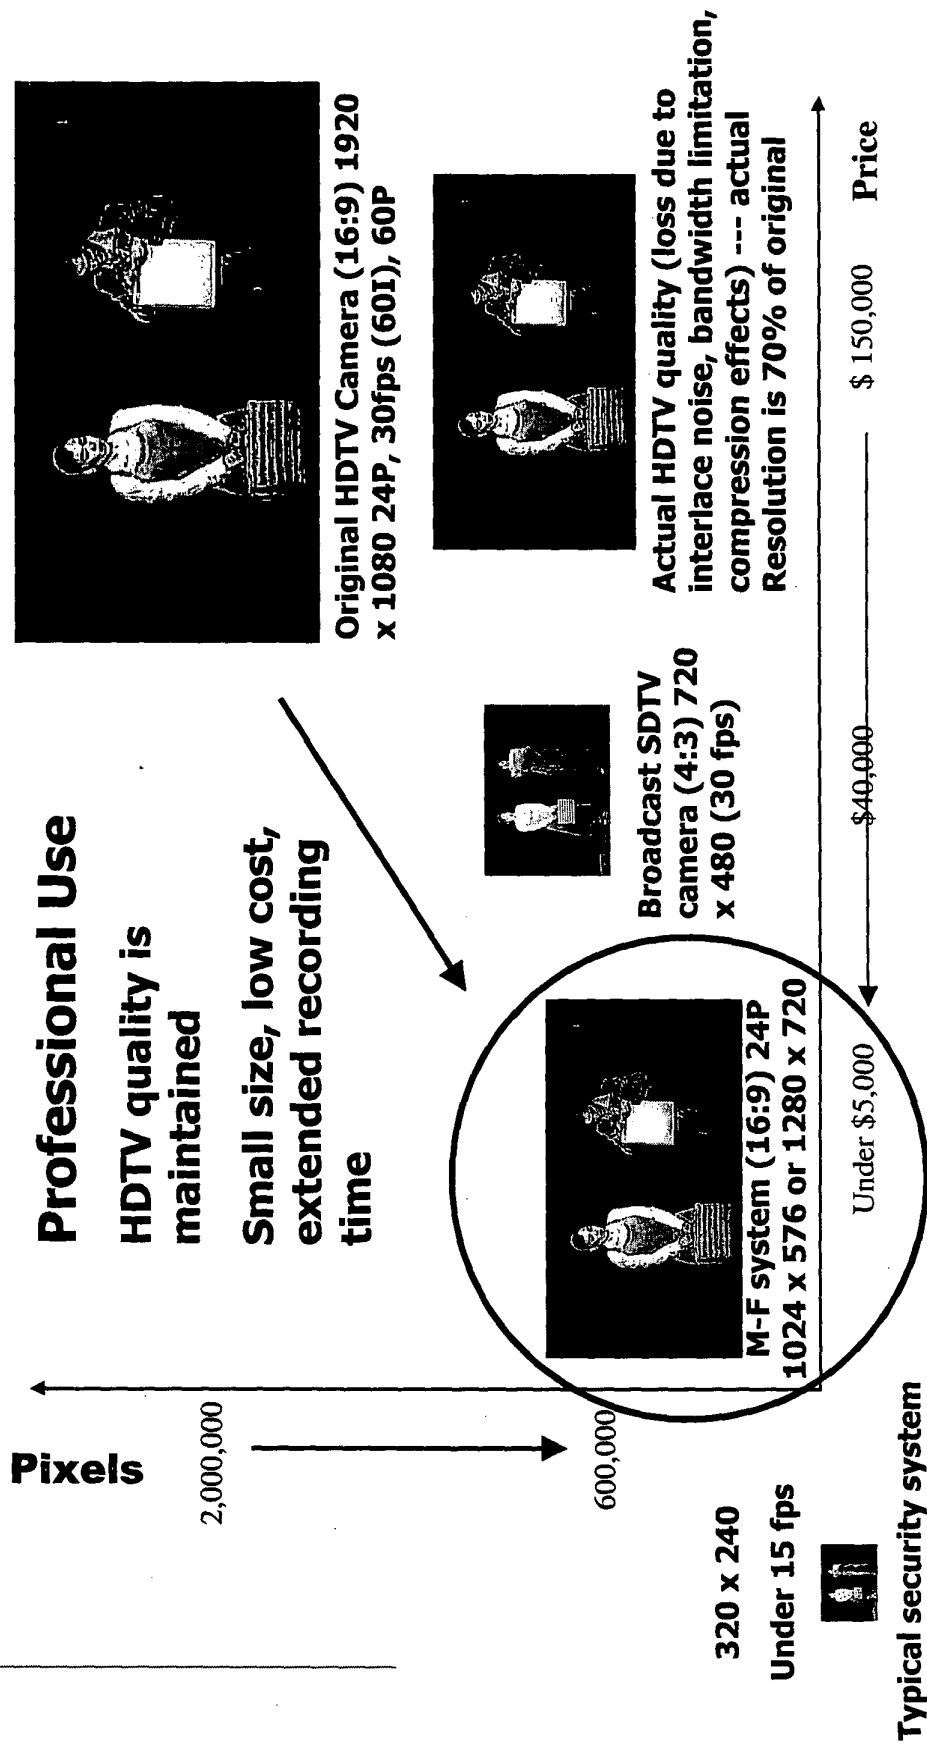 Professional Use
HDTV quality is
maintained
Small size, low cost,
extended recording
time
Pixels
2,000,000
600,000
Original HDTV Camera (16:9) 1920
x 1080 24P, 30fps (60I), 60P
Actual HDTV quality (loss due to
interlace noise, bandwidth limitation,
compression effects) --- actual
Resolution is 70% of original
Broadcast SDTV
camera (4:3) 720
x 480 (30 fps)
M-F system (16:9) 24P
1024 x 576 or 1280 x 720
320 x 240
Under 15 fps
Typical security system
Under $5,000
$40,000
$ 150,000
Price